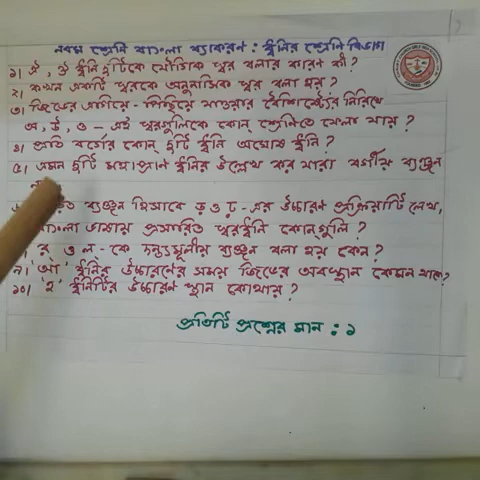 নবম শ্রেণি বাংলা ব্যাকরণ : ধ্বনির শ্রেণি বিভাগ
১। ঐ, ঔ ধ্বনি দুটিকে যৌগিক স্বর বলার কারণ কী?
২। কখন একটি স্বরকে অনুনাসিক স্বর বলা হয়?
৩। জিভের এগিয়ে-পিছিয়ে যাওয়ার বৈশিষ্ট্যের নিরিখে
অ, উ, ও – এই স্বরগুলিকে কোন্ শ্রেণিতে ফেলা যায়?
৪। প্রতি বর্গের কোন্ দুটি ধ্বনি অঘোষ ধ্বনি?
৫। এমন দুটি মহাপ্রাণ ধ্বনির উল্লেখ কর যারা বর্গীয় ব্যঞ্জন
ব্যঞ্জন হিসাবে ড় ও ঢ় -এর উচ্চারণ প্রক্রিয়াটি লেখ,
ভাষায় প্রসারিত স্বরধ্বনি কোনগুলি?
র্ ও ল – কে দন্তমূলীয় ব্যঞ্জন বলা হয় কেন?
৯। 'আ' ধ্বনির উচ্চারণের সময় জিভের অবস্থান কেমন থাকে?
১০। 'হ' ধ্বনিটির উচ্চারণ স্থান কোথায়?
প্রতিটি প্রশ্নের মান : ১